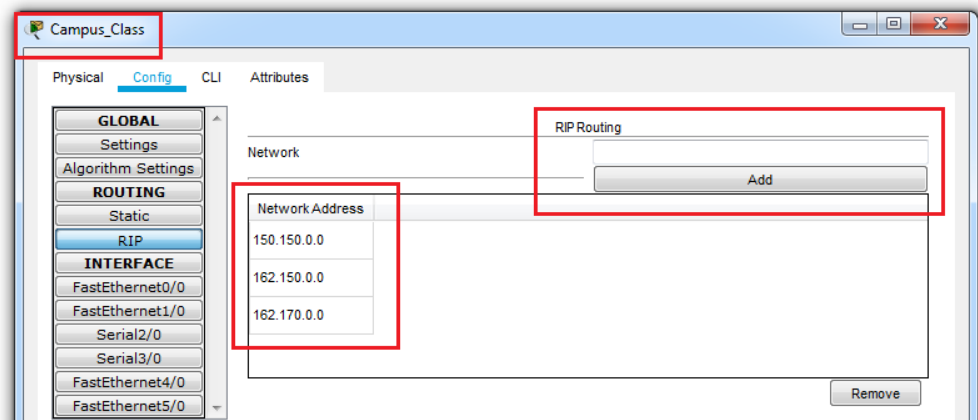 Campus_Class
Physical Config CLI Attributes
GLOBAL
Settings
Algorithm Settings
ROUTING
Static
RIP
INTERFACE
FastEthernet0/0
FastEthernet1/0
Serial2/0
Serial3/0
FastEthernet4/0
FastEthernet5/0
RIP Routing
Network
Add
Network Address
150.150.0.0
162.150.0.0
162.170.0.0
Remove